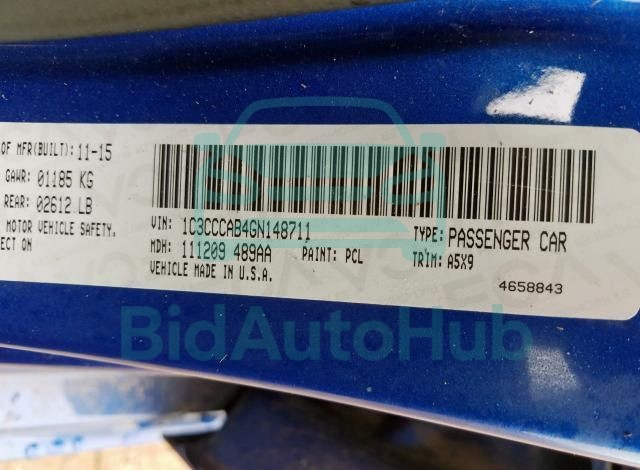 OF MFR(BUILT): 11-15
GAWR: 01185 KG
REAR: 02612 LB
MOTOR VEHICLE SAFETY,
ECT ON
VIN: 1C3CCCAB4GN148711
TYPE: PASSENGER CAR
MDH: 111209 489AA
PAINT: PCL
TRIM: A5X9
VEHICLE MADE IN U.S.A.
4658843
BidAutoHub